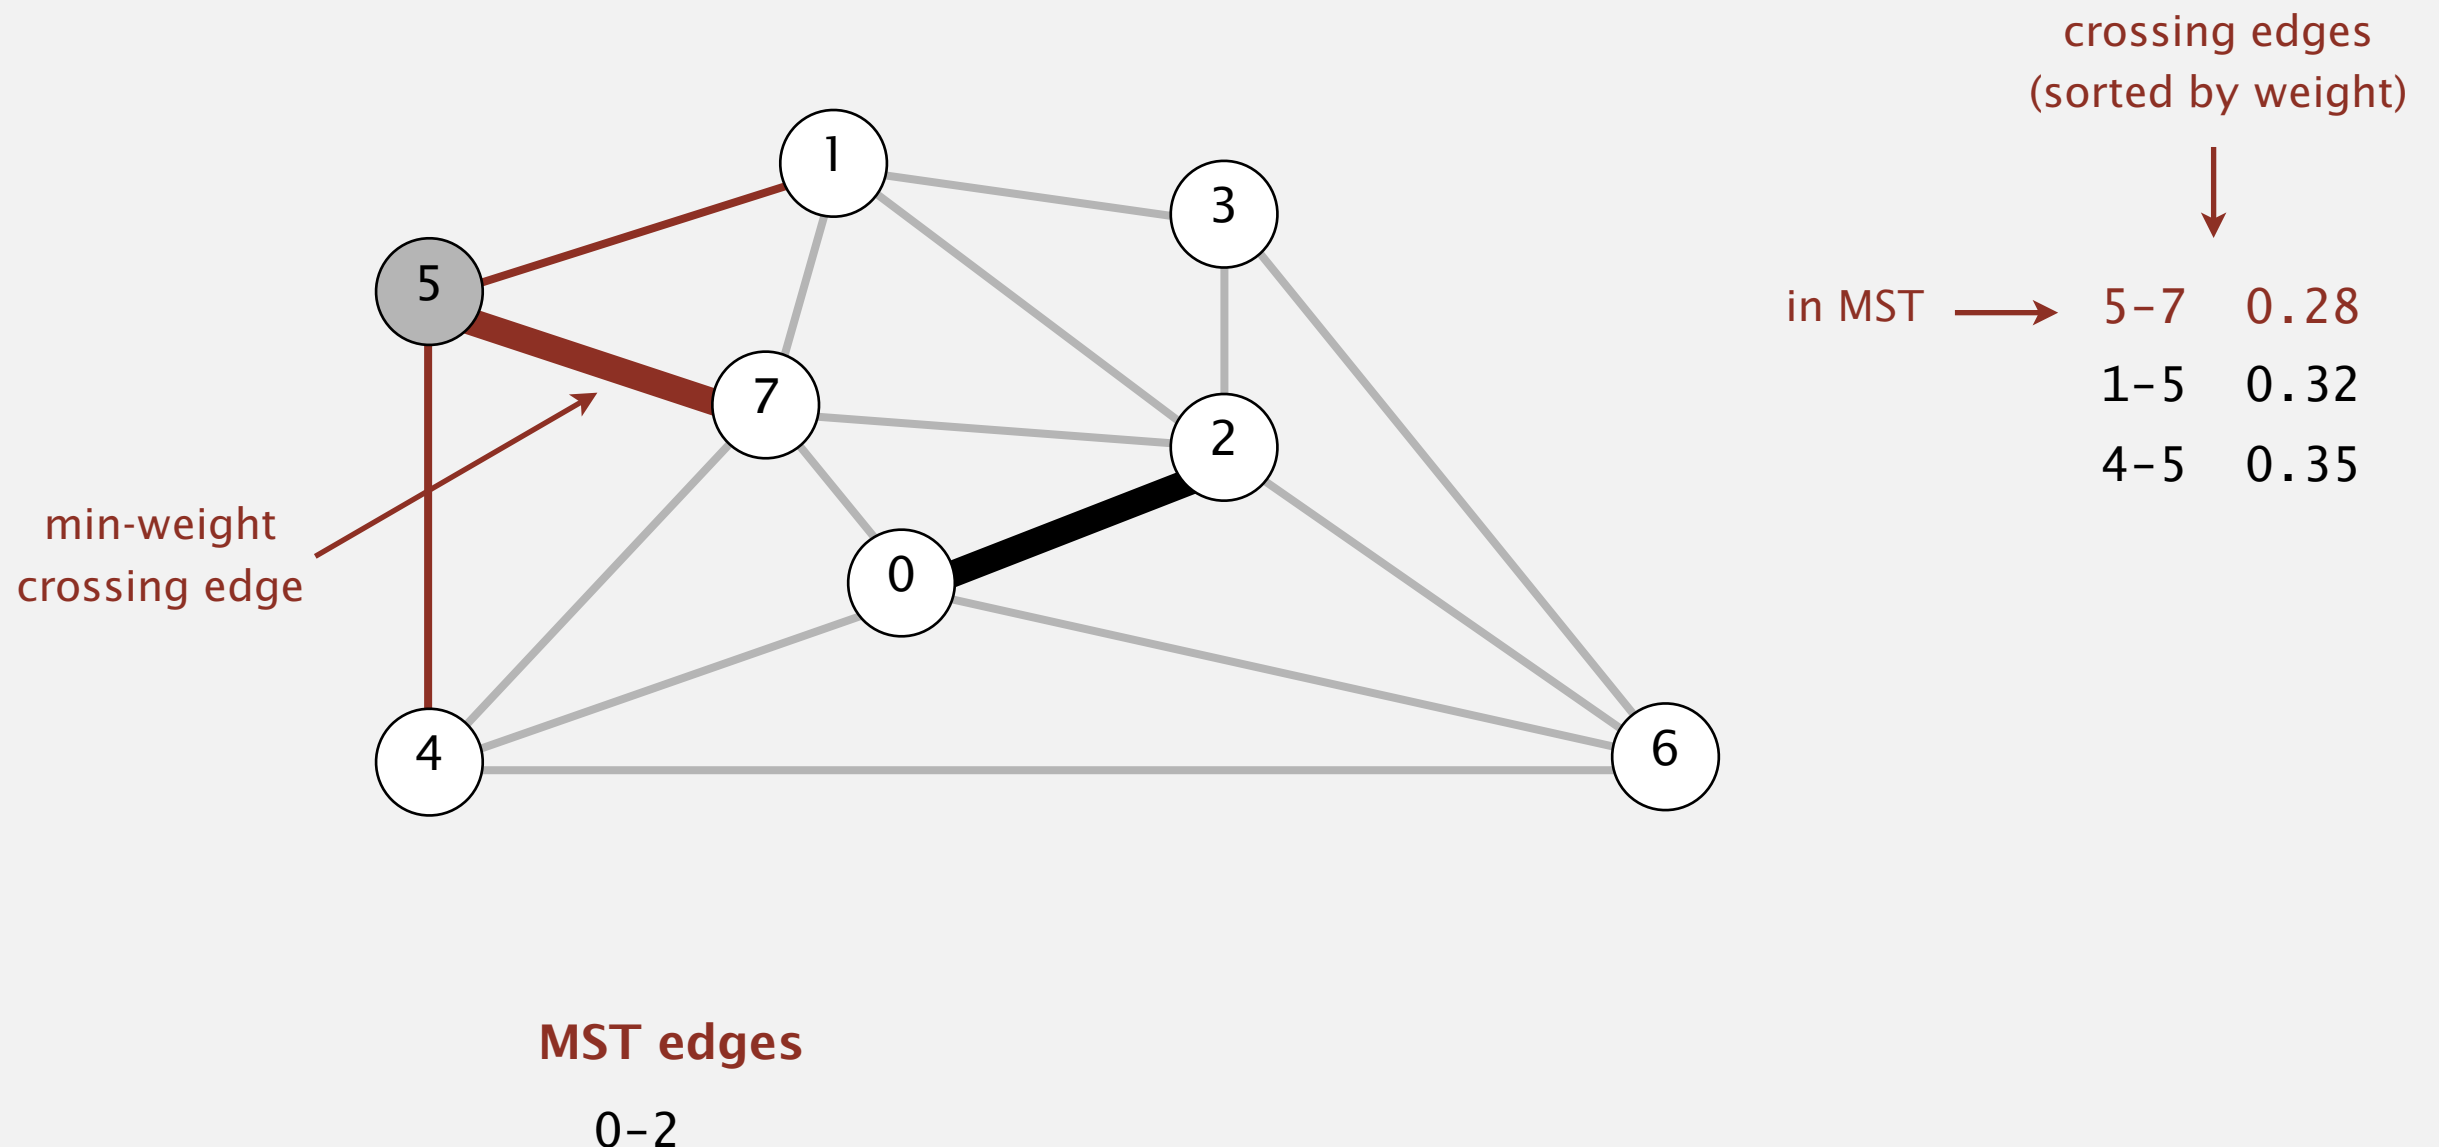 crossing edges
(sorted by weight)
1
3
5
in MST
5-7 0.28
7
1-5 0.32
2
4-5 0.35
min-weight
crossing edge
0
4
6
MST edges
0-2